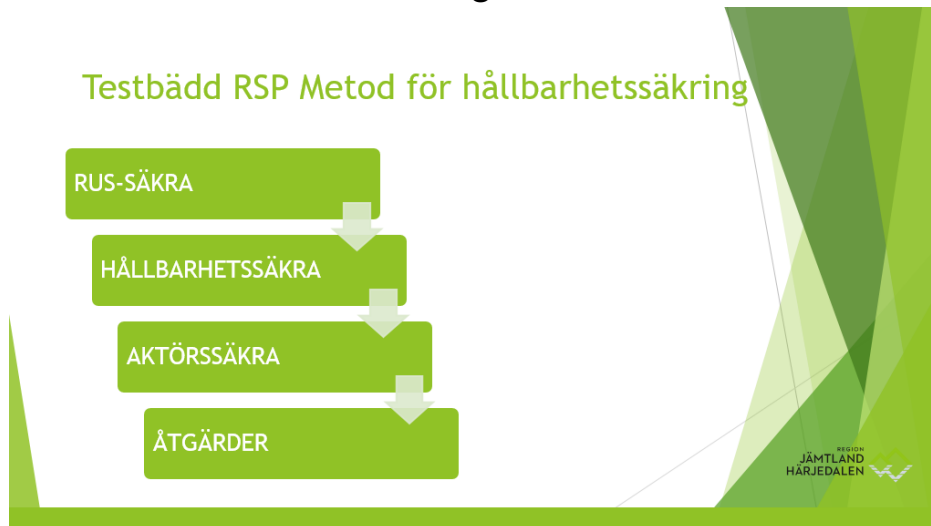 Testbädd RSP Metod för hållbarhetssäkring
RUS-SÄKRA
HÅLLBARHETSSÄKRA
AKTÖRSSÄKRA
ÅTGÄRDER
REGION
JÄMTLAND
HÄRJEDALEN